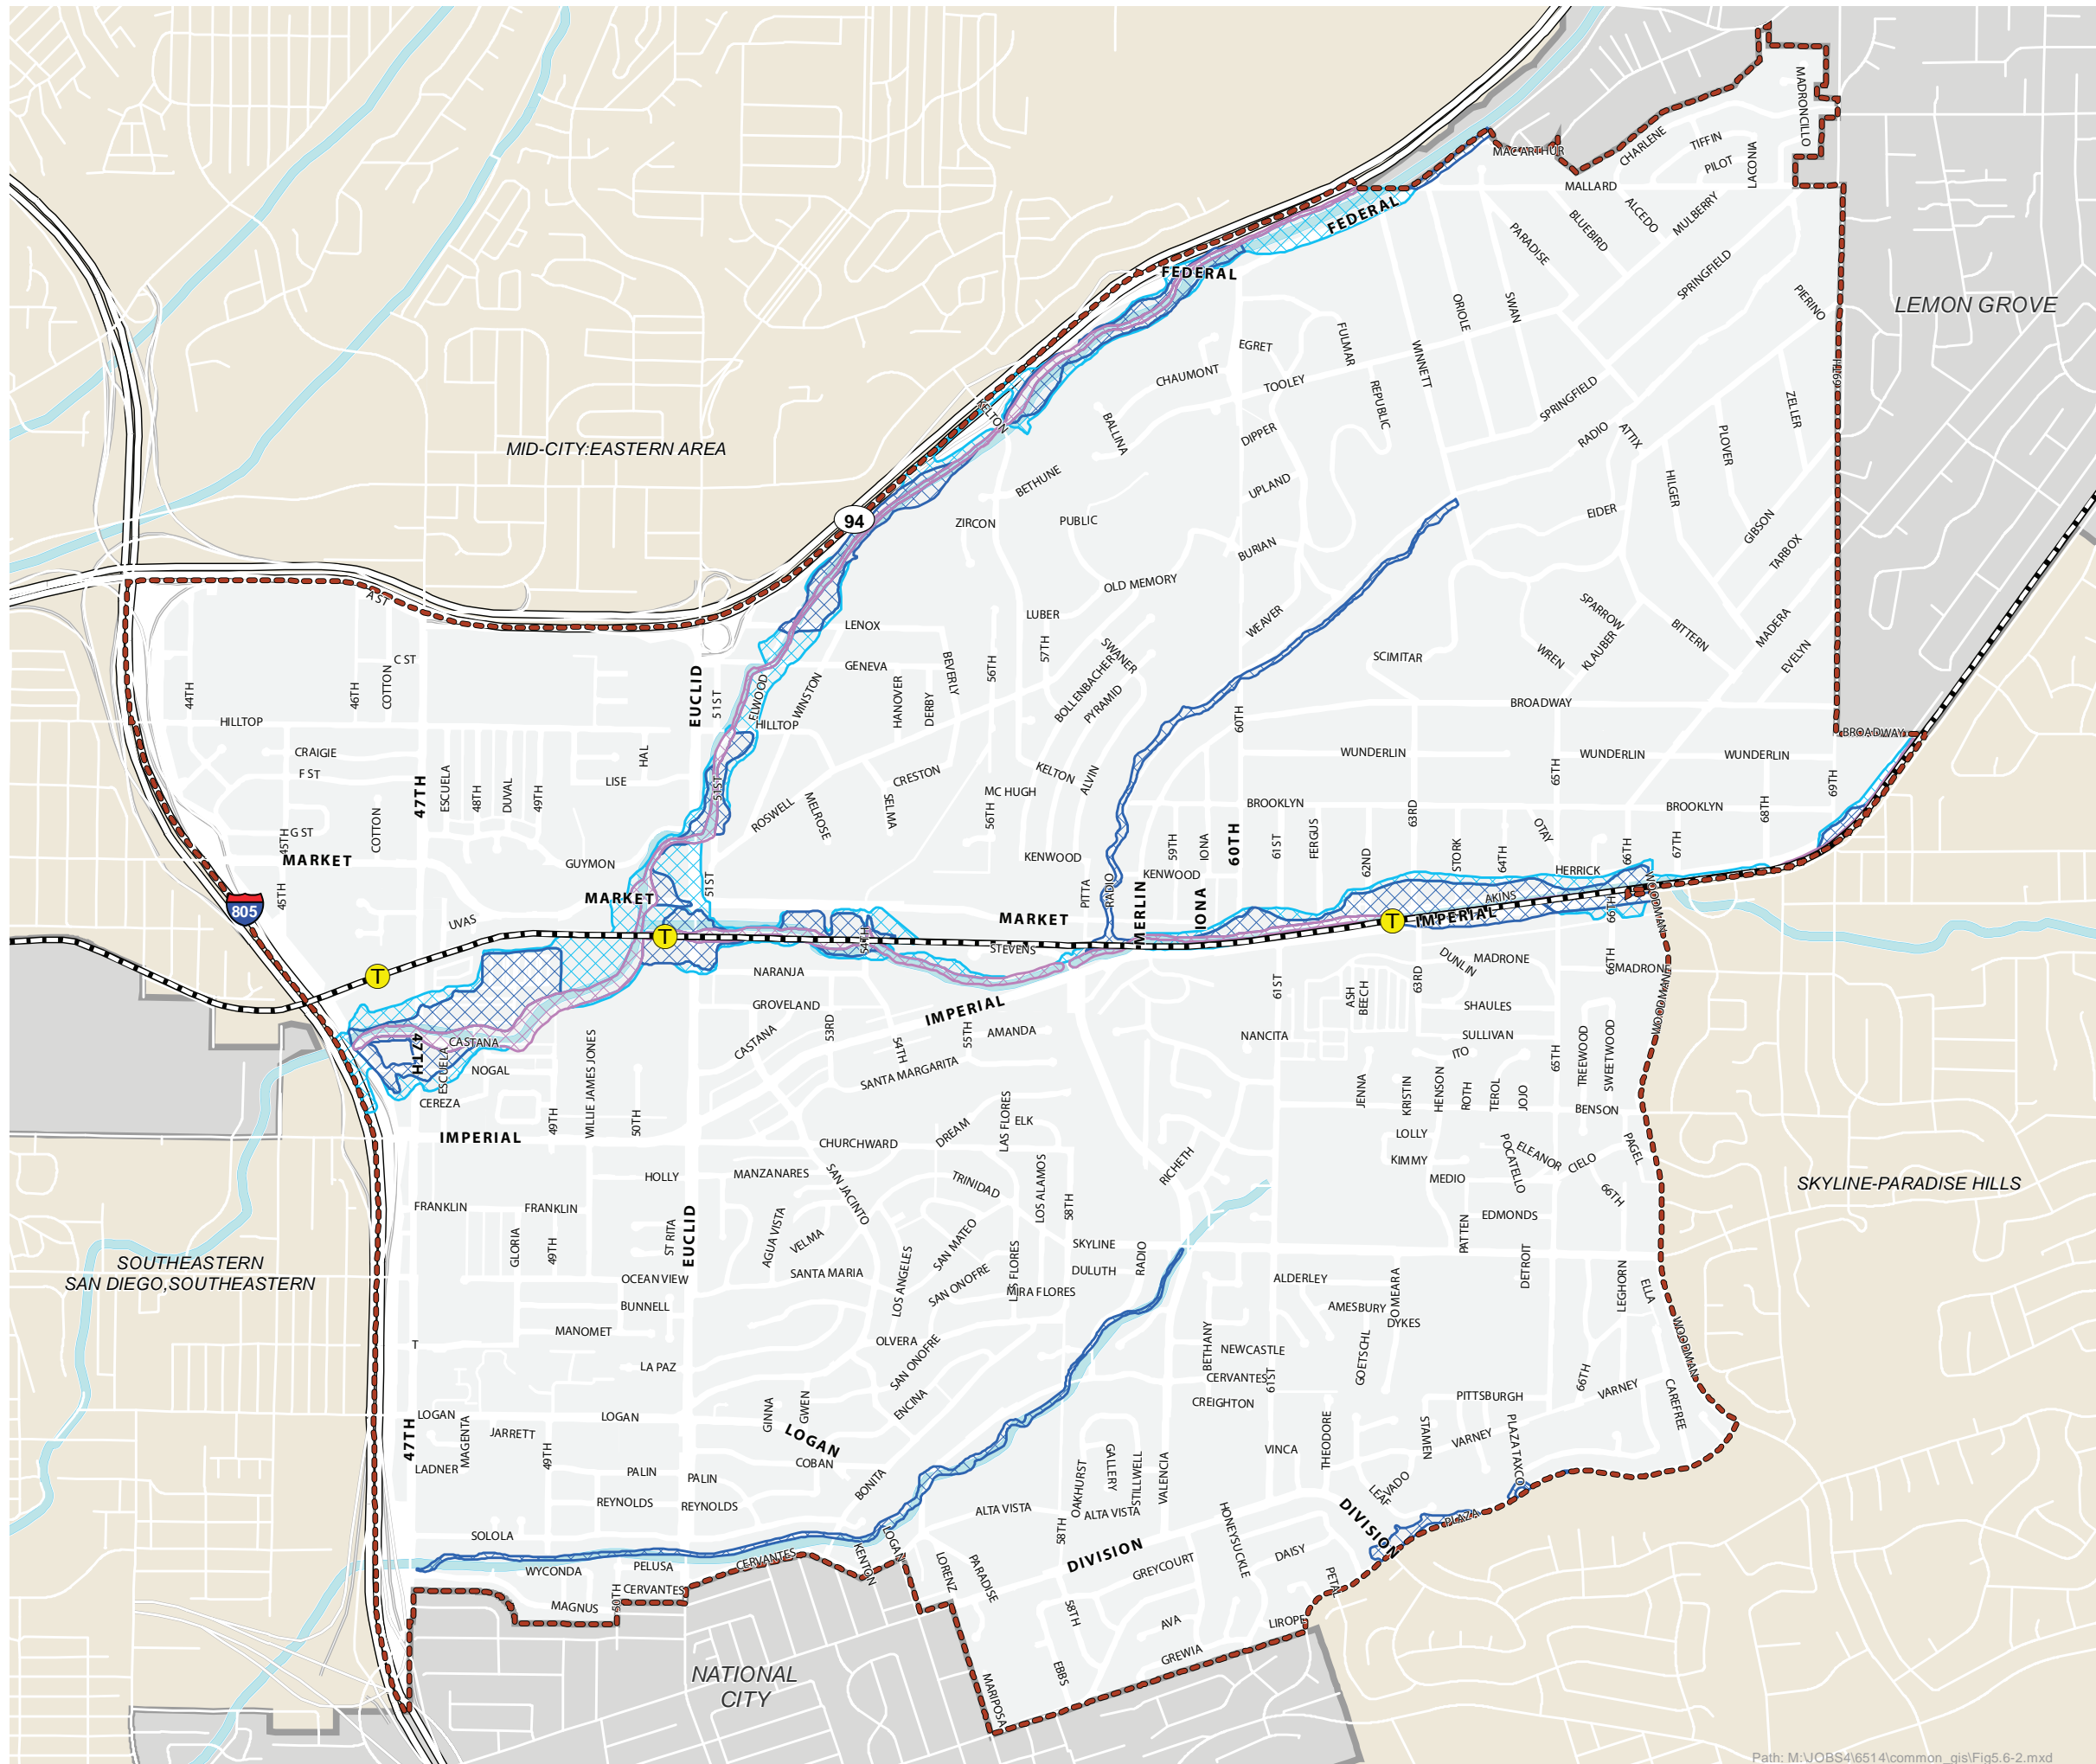 MADRONCILLO
CHARLENE
TIFFIN
MACARTHUR
PILOT
LACONIA
MALLARD
ALCEDO
MULBERRY
FEDERAL
BLUEBIRD
PARADISE
FEDERAL
SPRINGFIELD
PIERINO
LEMON GROVE
ORIOLE
SWAN
FULMAR
EGRET
WINNETT
CHAUMONT
TOOLEY
69TH
REPUBLIC
SPRINGFIELD
ZELLER
KELTON
BALLINA
DIPPER
RADIO
ATTIX
PLOVER
MID-CITY:EASTERN AREA
BETHUNE
UPLAND
HILGER
94
ZIRCON
PUBLIC
EIDER
GIBSON
BURIAN
TARBOX
OLD MEMORY
A ST
LUBER
WEAVER
SPARROW
LENOX
BITTERN
MADERA
57TH
SWANER
KLAUBER
WREN
EVELYN
C ST
GENEVA
BEVERLY
56TH
BOLLENBACHER
SCIMITAR
44TH
46TH
COTTON
EUCLID
51ST
ELWOOD
WINSTON
HANOVER
DERBY
PYRAMID
BROADWAY
HILLTOP
HILLTOP
60TH
BROADWAY
CRAIGIE
HAL
WUNDERLIN
WUNDERLIN
WUNDERLIN
F ST
LISE
CRESTON
KELTON
ALVIN
65TH
69TH
47TH
ESCUELA
48TH
DUVAL
49TH
51ST
MC HUGH
BROOKLYN
BROOKLYN
68TH
COTTON
ROSWELL
MELROSE
SELMA
56TH
63RD
OTAY
45TH
G ST
MARKET
GUYMON
KENWOOD
59TH
IONA
60TH
61ST
FERGUS
62ND
STORK
64TH
66TH
67TH
HERRICK
KENWOOD
805
45TH
51ST
MARKET
PITTA
RADIO
MERLIN
IONA
AKINS
WOODMAN
UVAS
MARKET
IMPERIAL
66TH
T
T
54TH
STEVENS
T
NARANJA
DUNLIN
MADRONE
66TH
MADRONE
63RD
61ST
ASH
BEECH
GROVELAND
IMPERIAL
SHAULES
WOODMAN
53RD
55TH
AMANDA
NANCITA
SULLIVAN
47TH
CASTANA
CASTANA
54TH
ITO
65TH
TREEWOOD
SWEETWOOD
ESCUELA
NOGAL
SANTA MARGARITA
CEREZA
WILLIE JAMES JONES
JENNA
KRISTIN
HENSON
ROTH
TEROL
JOJO
BENSON
49TH
50TH
LAS FLORES
ELK
IMPERIAL
CHURCHWARD
DREAM
LOLLY
POCATELLO
ELEANOR
PAGEL
KIMMY
CIELO
RICHETH
HOLLY
MANZANARES
SAN JACINTO
TRINIDAD
LOS ALAMOS
58TH
MEDIO
66TH
SKYLINE-PARADISE HILLS
FRANKLIN
FRANKLIN
EDMONDS
GLORIA
49TH
ST RITA
EUCLID
AGUA VISTA
VELMA
SAN MATEO
SKYLINE
RADIO
PATTEN
SOUTHEASTERN
SAN DIEGO,SOUTHEASTERN
OCEAN VIEW
SANTA MARIA
LOS ANGELES
SAN ONOFRE
LAS FLORES
DULUTH
ALDERLEY
DETROIT
LEGHORN
ELLA
MIRA FLORES
BUNNELL
AMESBURY
OMEARA
DYKES
MANOMET
OLVERA
T
BETHANY
NEWCASTLE
GOETSCHL
WOODMAN
LA PAZ
SAN ONOFRE
CERVANTES
61ST
66TH
VARNEY
CAREFREE
GINNA
GWEN
ENCINA
CREIGHTON
PITTSBURGH
LOGAN
LOGAN
47TH
MAGENTA
JARRETT
LOGAN
THEODORE
STAMEN
VARNEY
PLAZA TAXCO
49TH
VINCA
LADNER
PALIN
PALIN
COBAN
BONITA
GALLERY
OAKHURST
STILLWELL
VALENCIA
LEAF
VADO
REYNOLDS
REYNOLDS
ALTA VISTA
ALTA VISTA
PLAZA
DIVISION
SOLOLA
LOGAN
58TH
HONEYSUCKLE
DIVISION
CERVANTES
KENTON
DAISY
WYCONDA
PELUSA
LORENZ
PARADISE
GREYCOURT
PETAL
CERVANTES
50TH
MAGNUS
58TH
AVA
LIROPE
GREWIA
NATIONAL
CITY
EBBS
MARIPOSA
Path: M:\JOBS4\6514\common_gis\Fig5.6-2.mxd